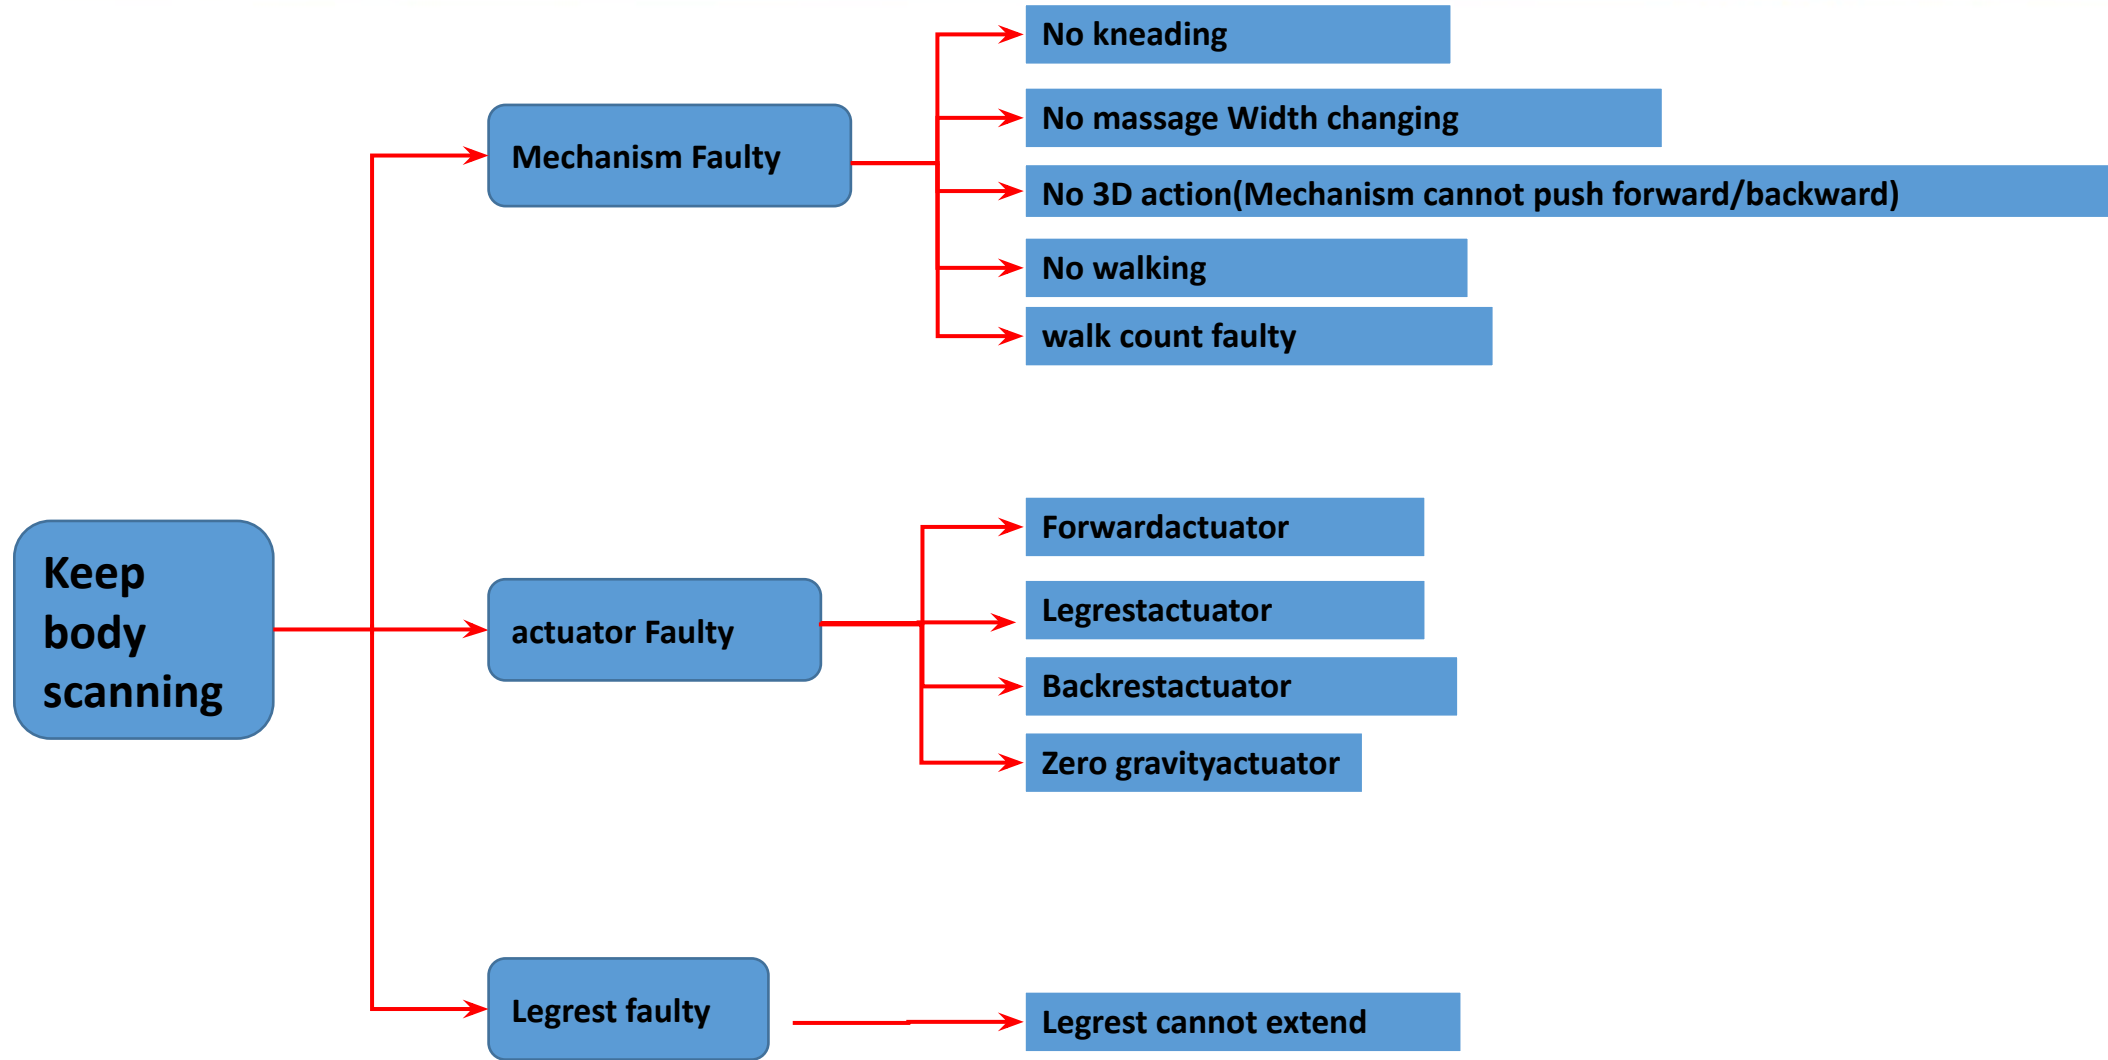 No kneading
No massage Width changing
Mechanism Faulty
No 3D action(Mechanism cannot push forward/backward)
No walking
walk count faulty
Keep
body
scanning
Forwardactuator
Legrestactuator
actuator Faulty
Backrestactuator
Zero gravityactuator
Legrest faulty
Legrest cannot extend